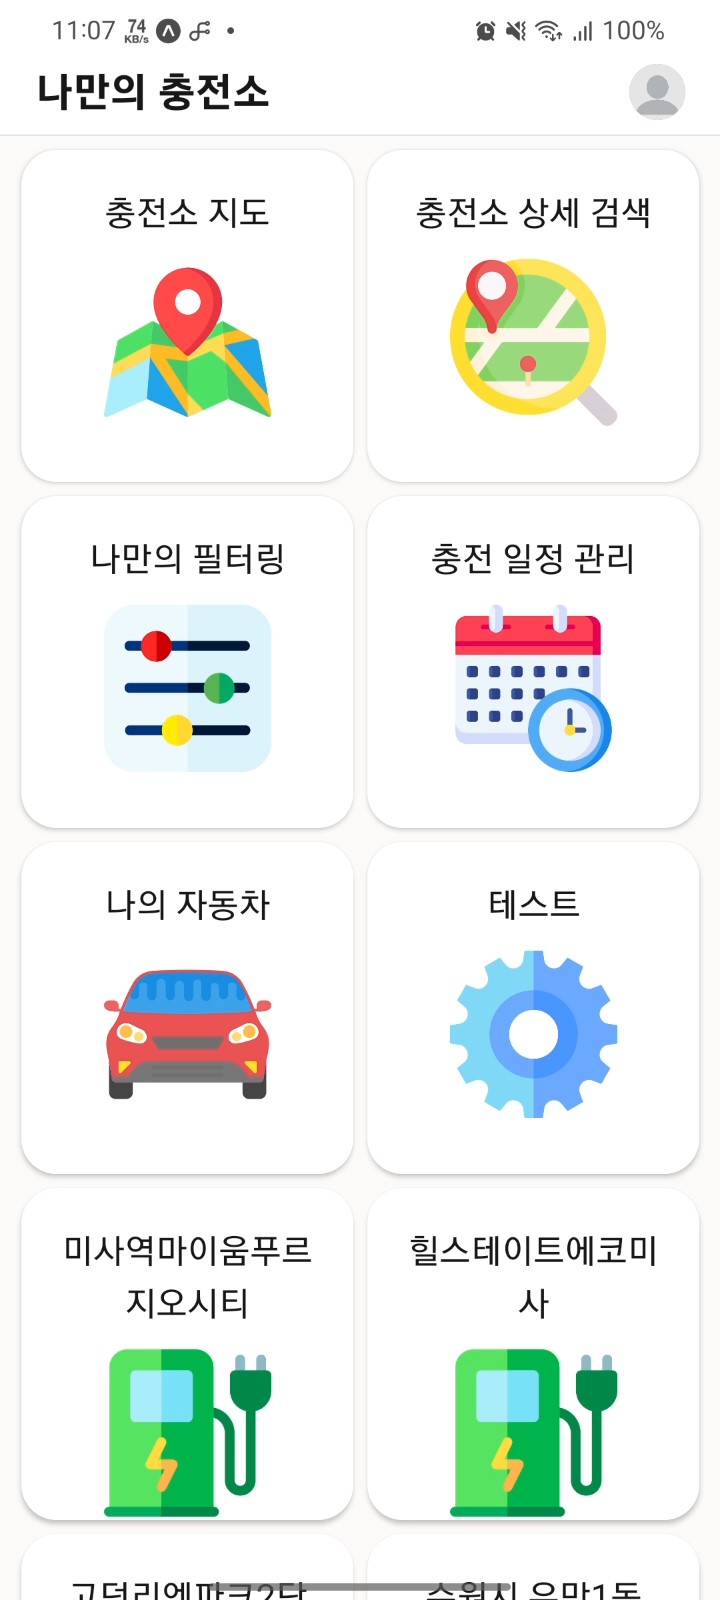 11:07 74 KB/s 100%
나만의 충전소
충전소 지도
충전소 상세 검색
나만의 필터링
충전 일정 관리
나의 자동차
테스트
미사역마이움푸르
지오시티
힐스테이트에코미
사